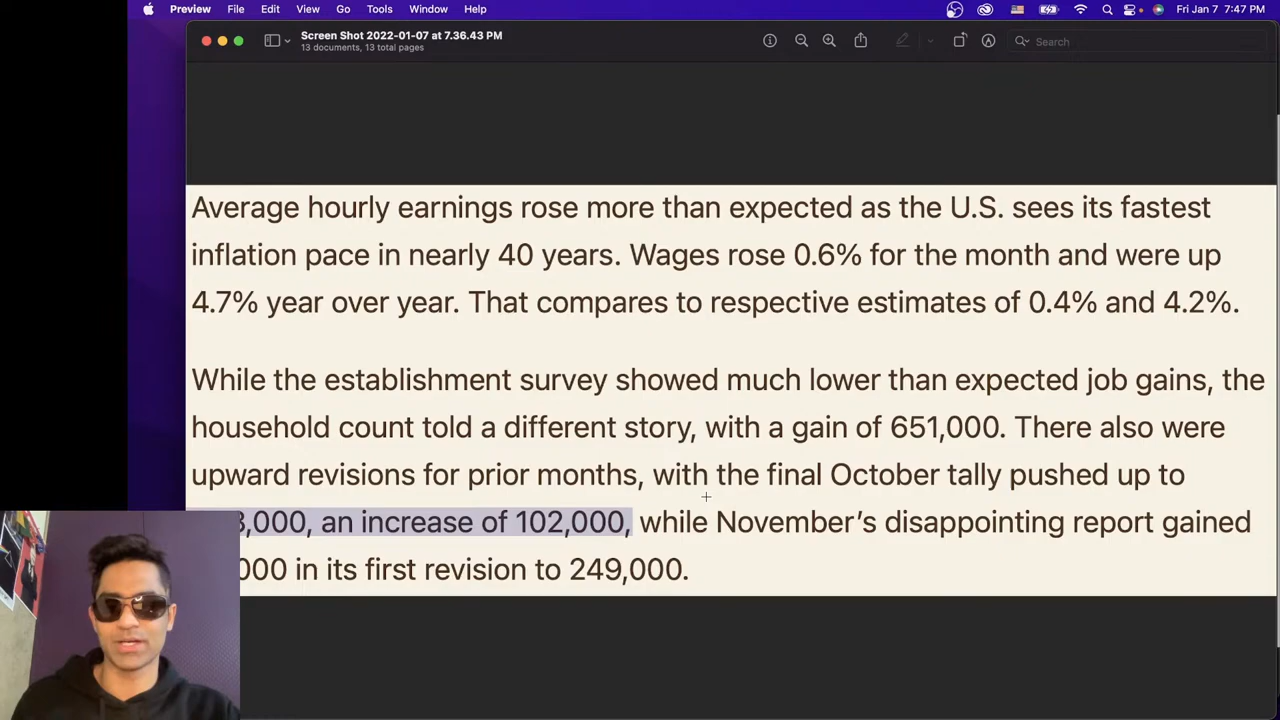 Preview File Edit View Go Tools Window Help Fri Jan 7 7:47 PM
Screen Shot 2022-01-07 at 7.36.43 PM
13 documents, 13 total pages
Search
Average hourly earnings rose more than expected as the U.S. sees its fastest
inflation pace in nearly 40 years. Wages rose 0.6% for the month and were up
4.7% year over year. That compares to respective estimates of 0.4% and 4.2%.
While the establishment survey showed much lower than expected job gains, the
household count told a different story, with a gain of 651,000. There also were
upward revisions for prior months, with the final October tally pushed up to
,000, an increase of 102,000, while November’s disappointing report gained
000 in its first revision to 249,000.